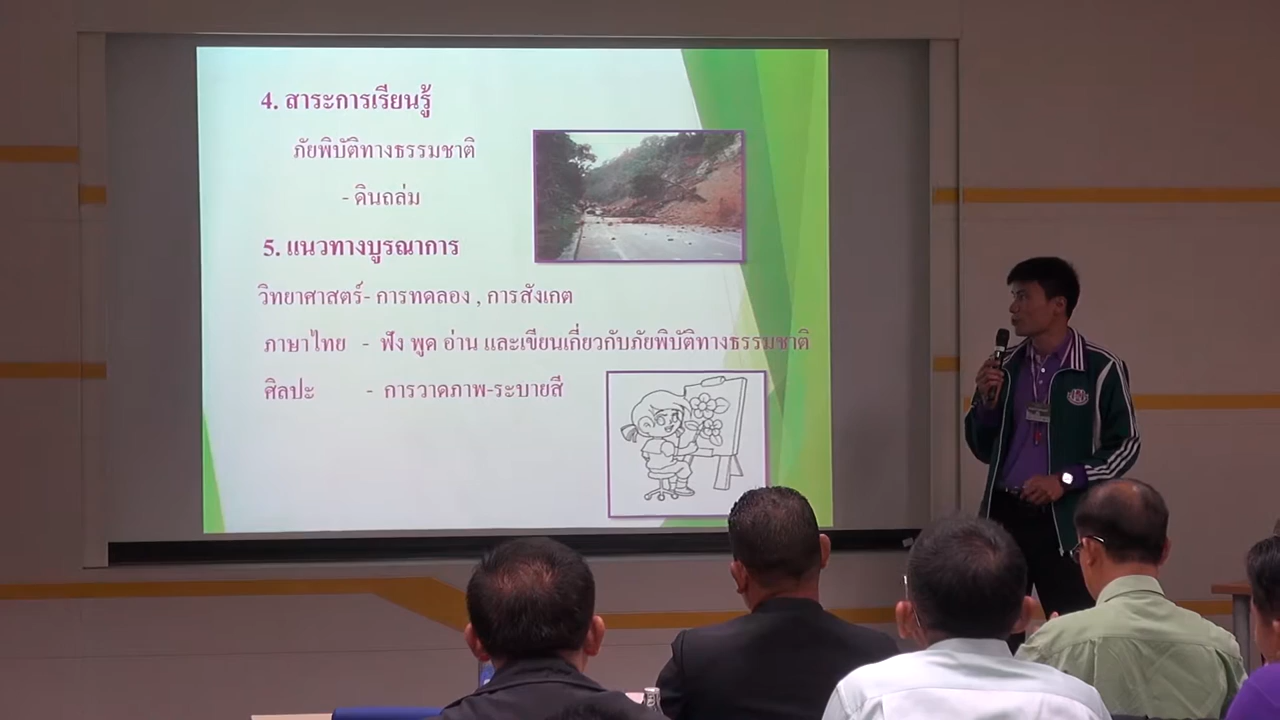 4. สาระการเรียนรู้
ภัยพิบัติทางธรรมชาติ
- ดินถล่ม
5. แนวทางบูรณาการ
วิทยาศาสตร์- การทดลอง , การสังเกต
ภาษาไทย - ฟัง พูด อ่าน และเขียนเกี่ยวกับภัยพิบัติทางธรรมชาติ
ศิลปะ - การวาดภาพ-ระบายสี